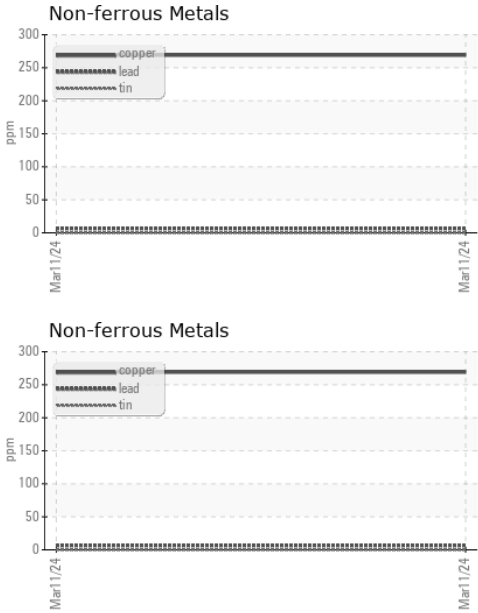 Non-ferrous Metals
300
250
200
150
100
50
0
ppm
copper
lead
tin
Mar11/24
Mar11/24
Non-ferrous Metals
300
250
200
150
100
50
0
ppm
copper
lead
tin
Mar11/24
Mar11/24